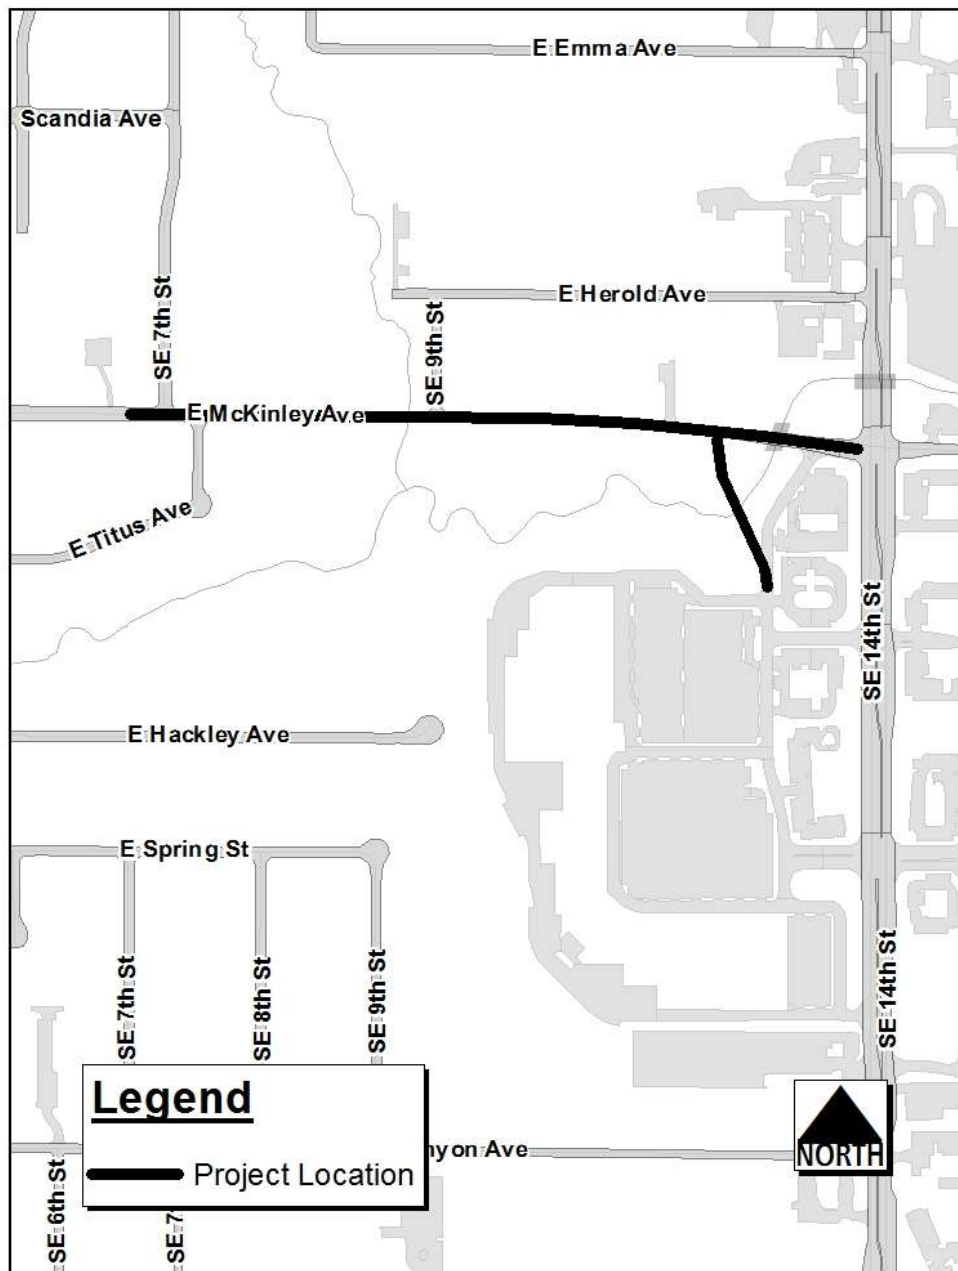 E Emma Ave
Scandia Ave
SE 7th St
E Herold Ave
SE 9th St
E McKinley Ave
E Titus Ave
SE 14th St
E Hackley Ave
E Spring St
SE 7th St
SE 8th St
SE 9th St
SE 14th St
Legend
Project Location
nyon Ave
NORTH
SE 6th St
SE 7